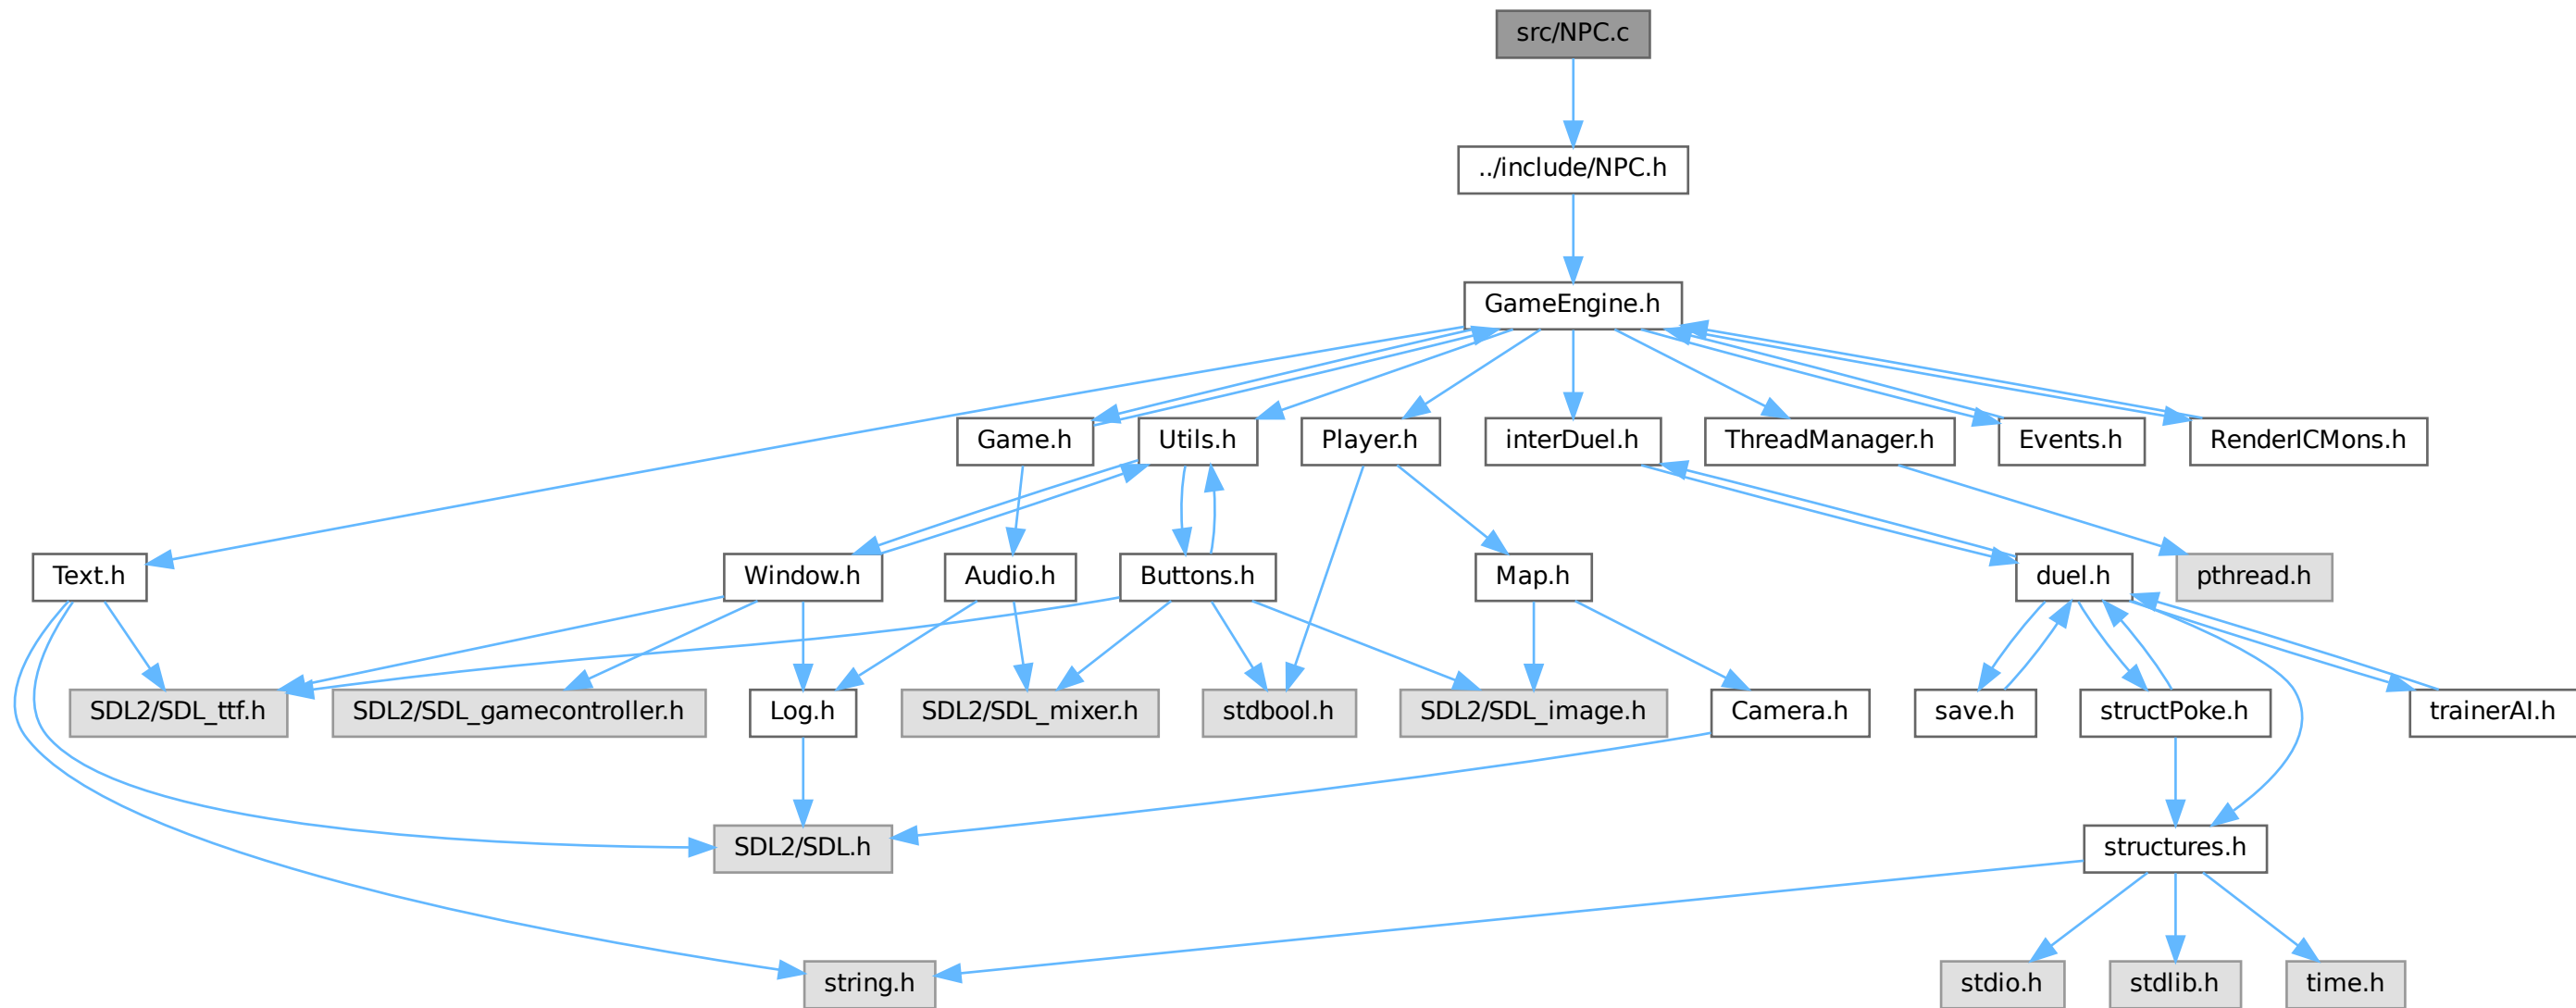 src/NPC.c
../include/NPC.h
GameEngine.h
Game.h
Utils.h
Player.h
interDuel.h
ThreadManager.h
Events.h
RenderICMons.h
Text.h
Window.h
Audio.h
Buttons.h
Map.h
duel.h
pthread.h
SDL2/SDL_ttf.h
SDL2/SDL_gamecontroller.h
Log.h
SDL2/SDL_mixer.h
stdbool.h
SDL2/SDL_image.h
Camera.h
save.h
structPoke.h
trainerAI.h
SDL2/SDL.h
structures.h
string.h
stdio.h
stdlib.h
time.h